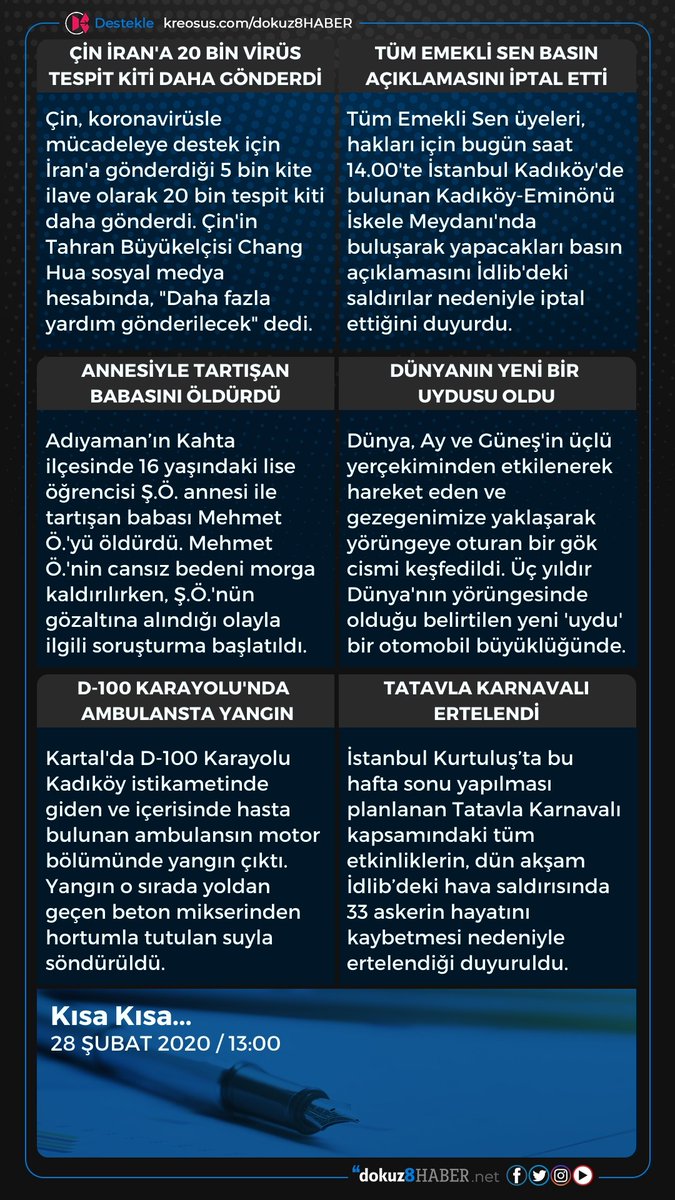 Destekle kreosus.com/dokuz8HABER
ÇİN İRAN'A 20 BİN VİRÜS
TESPİT KİTİ DAHA GÖNDERDİ
Çin, koronavirüsle
mücadeleye destek için
İran'a gönderdiği 5 bin kite
ilave olarak 20 bin tespit kiti
daha gönderdi. Çin'in
Tahran Büyükelçisi Chang
Hua sosyal medya
hesabında, "Daha fazla
yardım gönderilecek" dedi.
TÜM EMEKLİ SEN BASIN
AÇIKLAMASINI İPTAL ETTİ
Tüm Emekli Sen üyeleri,
hakları için bugün saat
14.00'te İstanbul Kadıköy'de
bulunan Kadıköy-Eminönü
İskele Meydanı'nda
buluşarak yapacakları basın
açıklamasını İdlib'deki
saldırılar nedeniyle iptal
ettiğini duyurdu.
ANNESİYLE TARTIŞAN
BABASINI ÖLDÜRDÜ
Adıyaman’ın Kahta
ilçesinde 16 yaşındaki lise
öğrencisi Ş.Ö. annesi ile
tartışan babası Mehmet
Ö.'yü öldürdü. Mehmet
Ö.'nin cansız bedeni morga
kaldırılırken, Ş.Ö.'nün
gözaltına alındığı olayla
ilgili soruşturma başlatıldı.
DÜNYANIN YENİ BİR
UYDUSU OLDU
Dünya, Ay ve Güneş'in üçlü
yerçekiminden etkilenerek
hareket eden ve
gezegenimize yaklaşarak
yörüngeye oturan bir gök
cismi keşfedildi. Üç yıldır
Dünya'nın yörüngesinde
olduğu belirtilen yeni 'uydu'
bir otomobil büyüklüğünde.
D-100 KARAYOLU'NDA
AMBULANSTA YANGIN
Kartal'da D-100 Karayolu
Kadıköy istikametinde
giden ve içerisinde hasta
bulunan ambulansın motor
bölümünde yangın çıktı.
Yangın o sırada yoldan
geçen beton mikserinden
hortumla tutulan suyla
söndürüldü.
TATAVLA KARNAVALI
ERTELENDİ
İstanbul Kurtuluş’ta bu
hafta sonu yapılması
planlanan Tatavla Karnavalı
kapsamındaki tüm
etkinliklerin, dün akşam
İdlib’deki hava saldırısında
33 askerin hayatını
kaybetmesi nedeniyle
ertelendiği duyuruldu.
Kısa Kısa...
28 ŞUBAT 2020 / 13:00
“dokuz8HABER.net